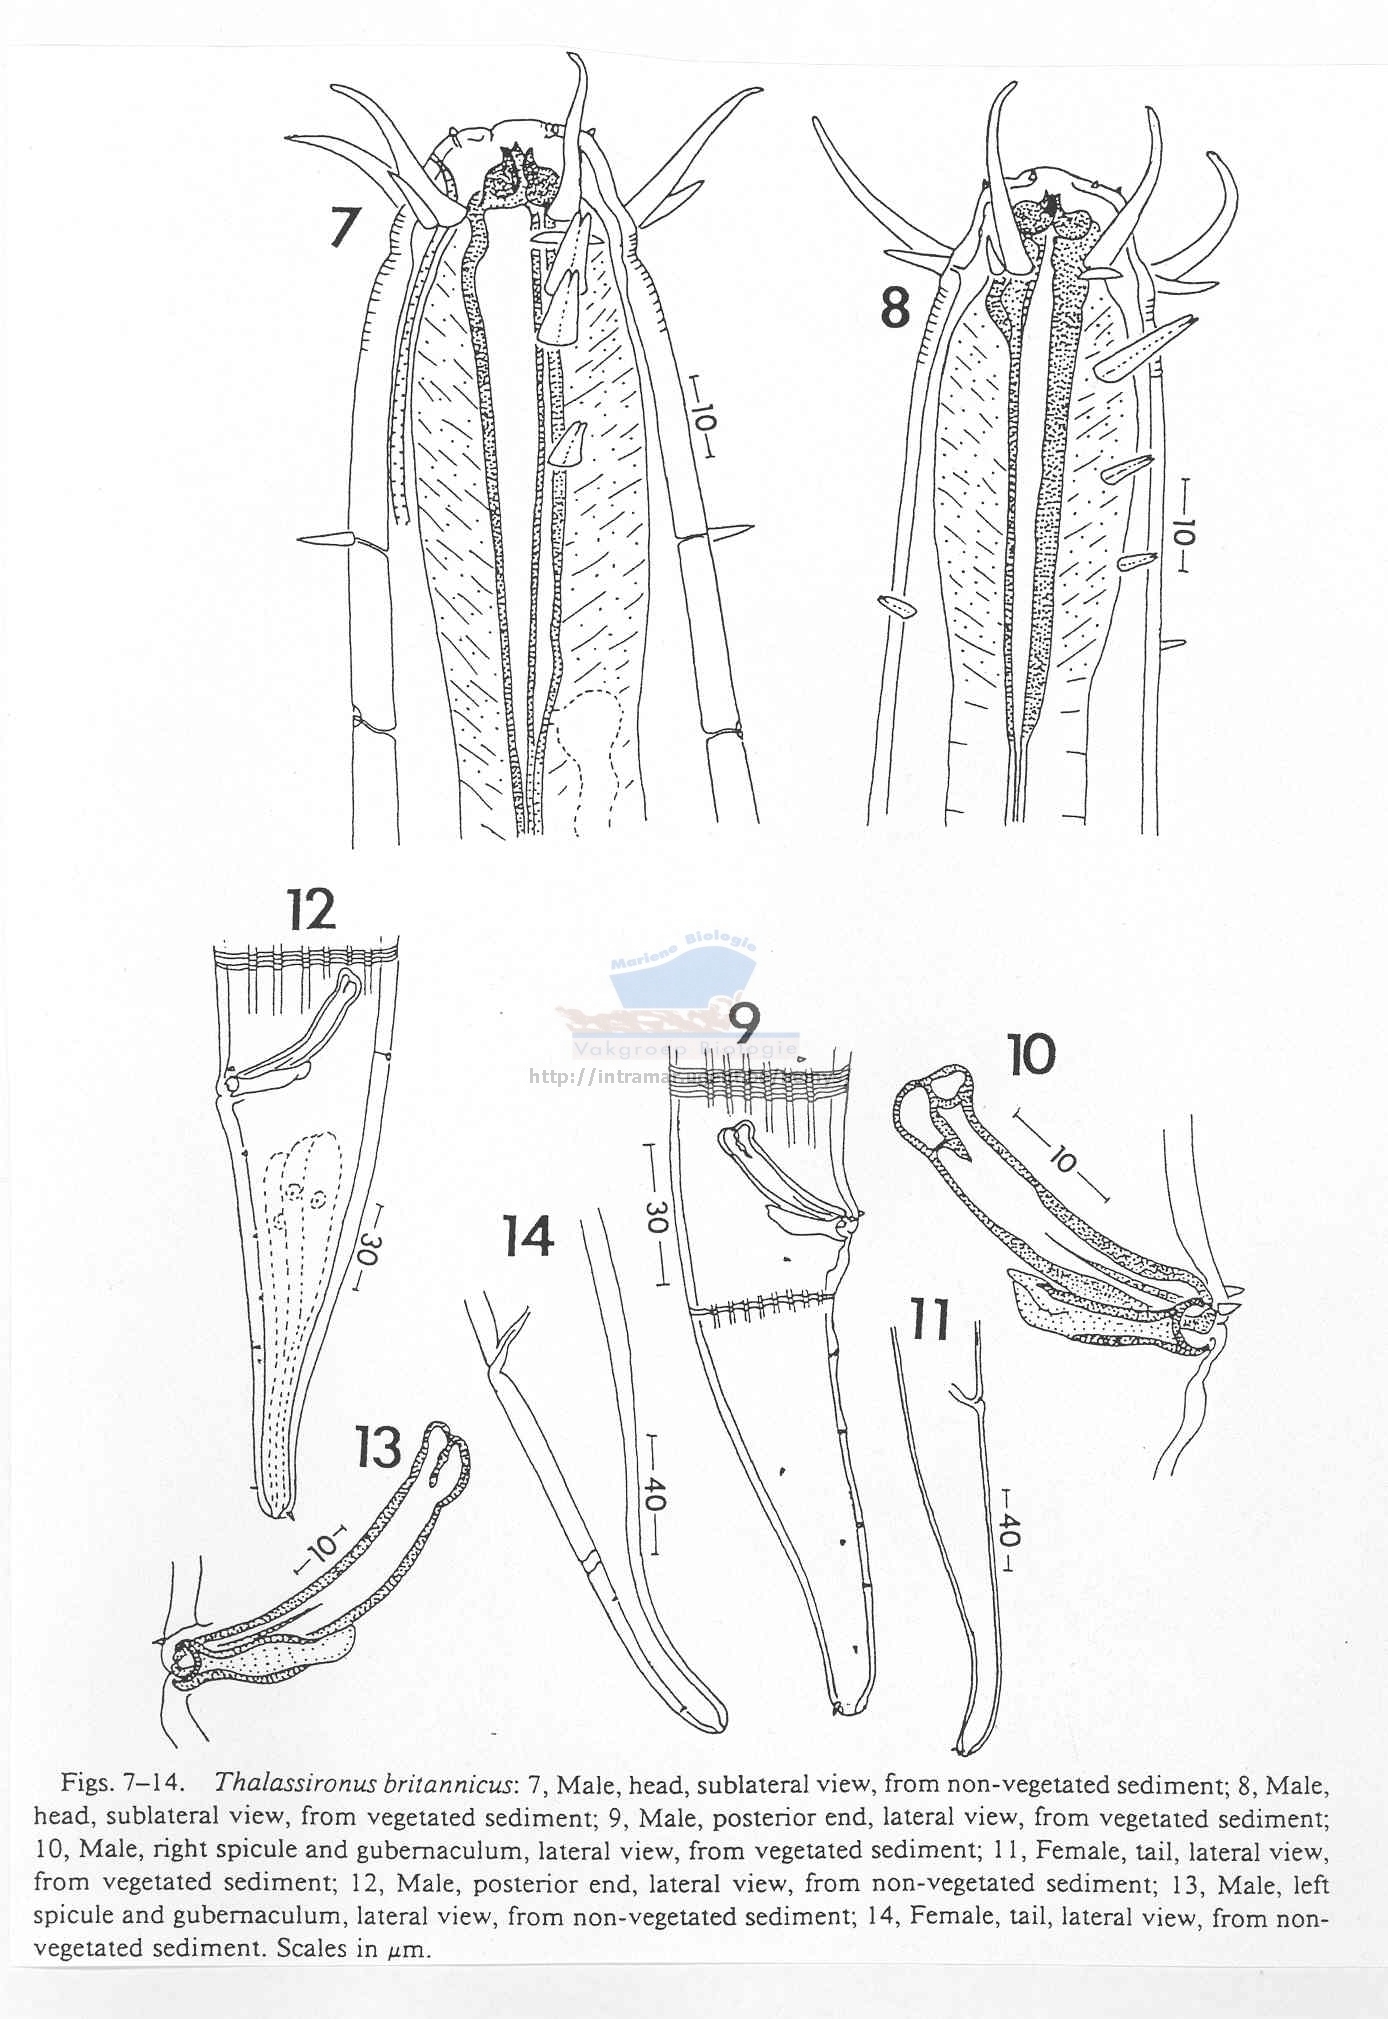 7
8
10
10
12
Mariene Biologie
9
10
Vakgroep Biologie
10
14
30
30
11
13
40
40
10
Figs. 7–14. Thalassironus britannicus: 7, Male, head, sublateral view, from non-vegetated sediment; 8, Male,
head, sublateral view, from vegetated sediment; 9, Male, posterior end, lateral view, from vegetated sediment;
10, Male, right spicule and gubernaculum, lateral view, from vegetated sediment; 11, Female, tail, lateral view,
from vegetated sediment; 12, Male, posterior end, lateral view, from non-vegetated sediment; 13, Male, left
spicule and gubernaculum, lateral view, from non-vegetated sediment; 14, Female, tail, lateral view, from non-
vegetated sediment. Scales in μm.